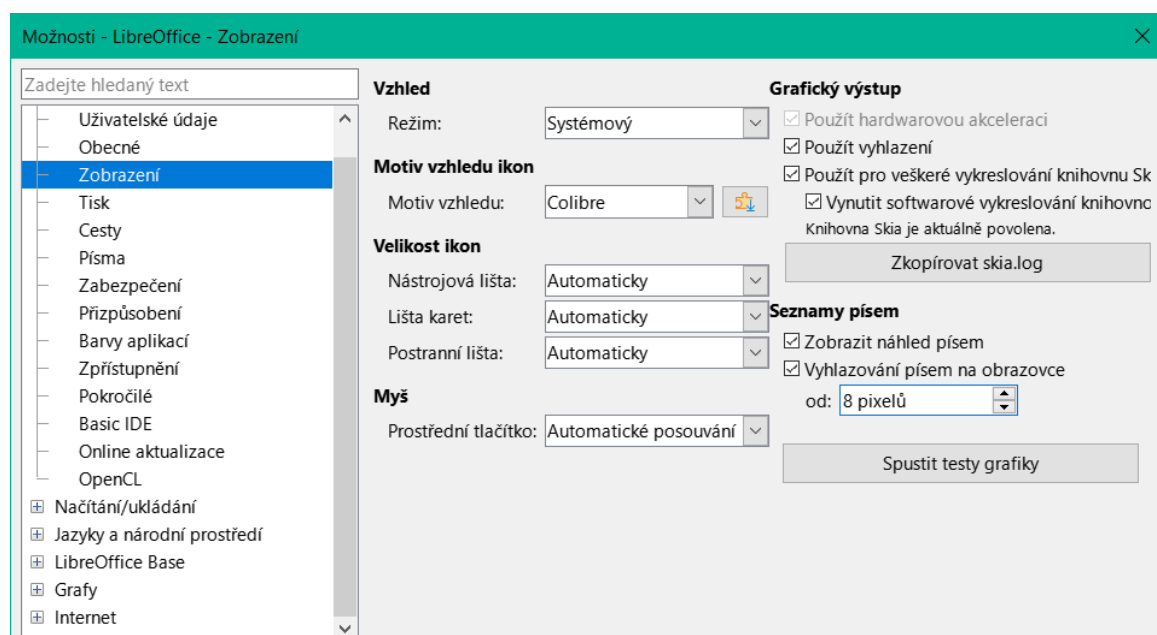 Možnosti - LibreOffice - Zobrazení
Zadejte hledaný text
Uživatelské údaje
Obecné
Zobrazení
Tisk
Cesty
Písma
Zabezpečení
Přizpůsobení
Barvy aplikací
Zpřístupnění
Pokročilé
Basic IDE
Online aktualizace
OpenCL
Načítání/ukládání
Jazyky a národní prostředí
LibreOffice Base
Grafy
Internet
Vzhled
Režim: Systémový
Motiv vzhledu ikon
Motiv vzhledu: Colibre
Velikost ikon
Nástrojová lišta: Automaticky
Lišta karet: Automaticky
Postranní lišta: Automaticky
Myš
Prostřední tlačítko: Automatické posouvání
Grafický výstup
Použít hardwarovou akceleraci
Použít vyhlazení
Použít pro veškeré vykreslování knihovnu Sk
Vynutit softwarové vykreslování knihovno
Knihovna Skia je aktuálně povolena.
Zkopírovat skia.log
Seznamy písem
Zobrazit náhled písem
Vyhlazování písem na obrazovce
od: 8 pixelů
Spustit testy grafiky